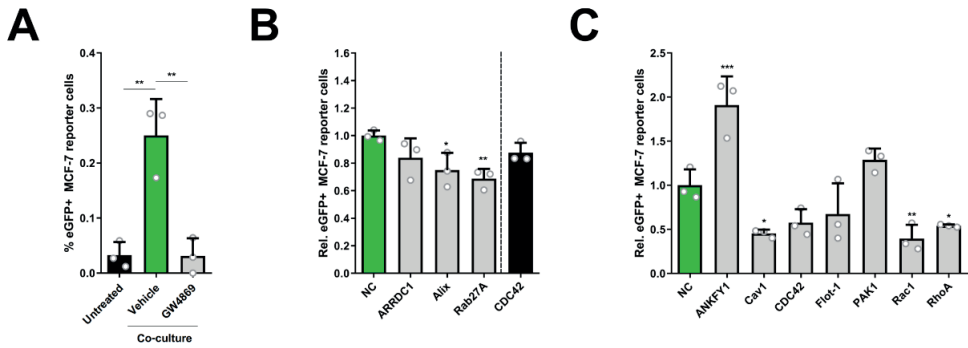 A
% eGFP+ MCF-7 reporter cells
0.4
0.3
0.2
0.1
0.0
**
**
Untreated
Vehicle
GW4869
Co-culture
B
Rel. eGFP+ MCF-7 reporter cells
1.6
1.4
1.2
1.0
0.8
0.6
0.4
0.2
0.0
*
**
NC
ARRDC1
Alix
Rab27A
CDC42
C
Rel. eGFP+ MCF-7 reporter cells
2.5
2.0
1.5
1.0
0.5
0.0
***
*
**
*
NC
ANKFY1
Cav1
CDC42
Flot-1
PAK1
Rac1
RhoA